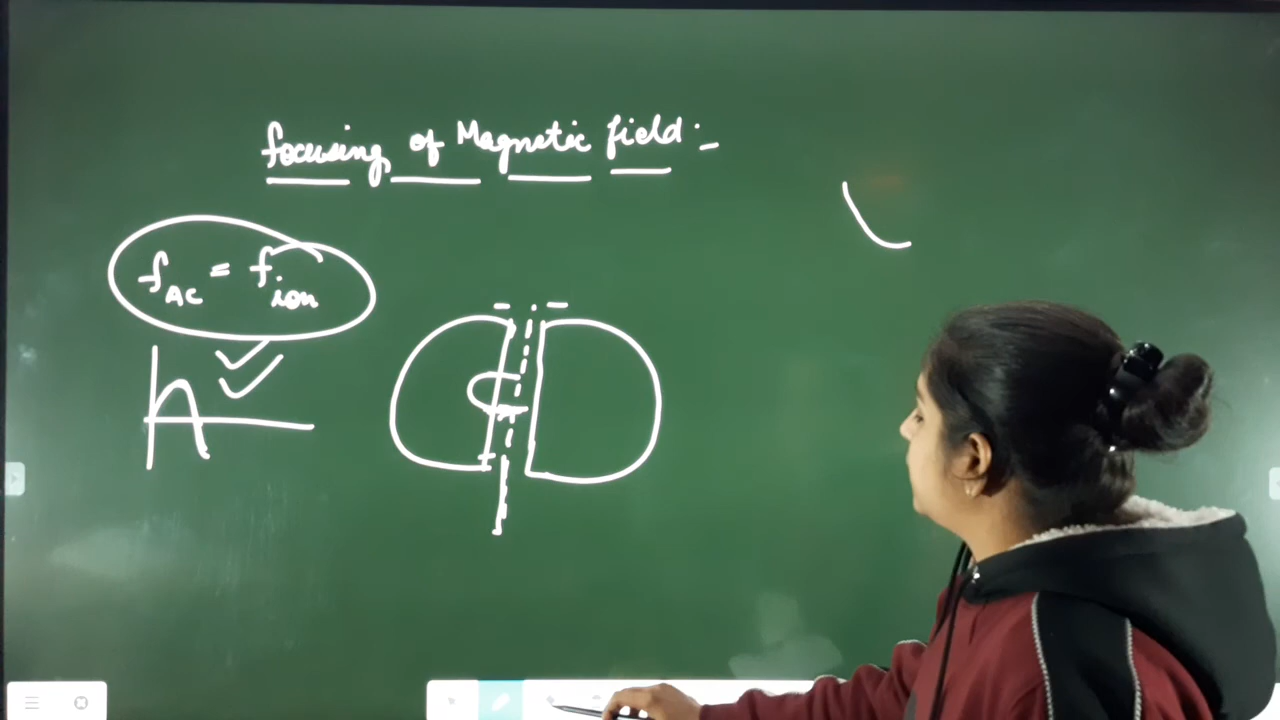 focusing of Magnetic field :-
f_AC = f_ion